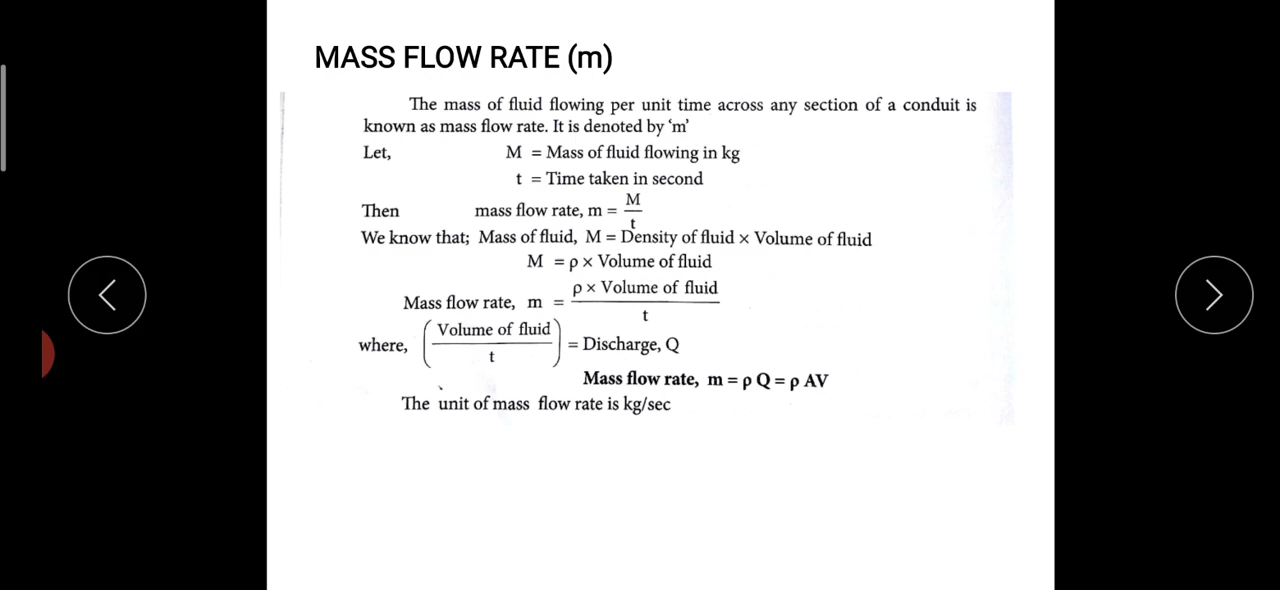 MASS FLOW RATE (m)
The mass of fluid flowing per unit time across any section of a conduit is
known as mass flow rate. It is denoted by ‘m’
Let, M = Mass of fluid flowing in kg
t = Time taken in second
Then mass flow rate, m = M/t
We know that; Mass of fluid, M = Density of fluid × Volume of fluid
M = ρ × Volume of fluid
Mass flow rate, m = ρ × Volume of fluid / t
where, (Volume of fluid / t) = Discharge, Q
Mass flow rate, m = ρ Q = ρ AV
The unit of mass flow rate is kg/sec